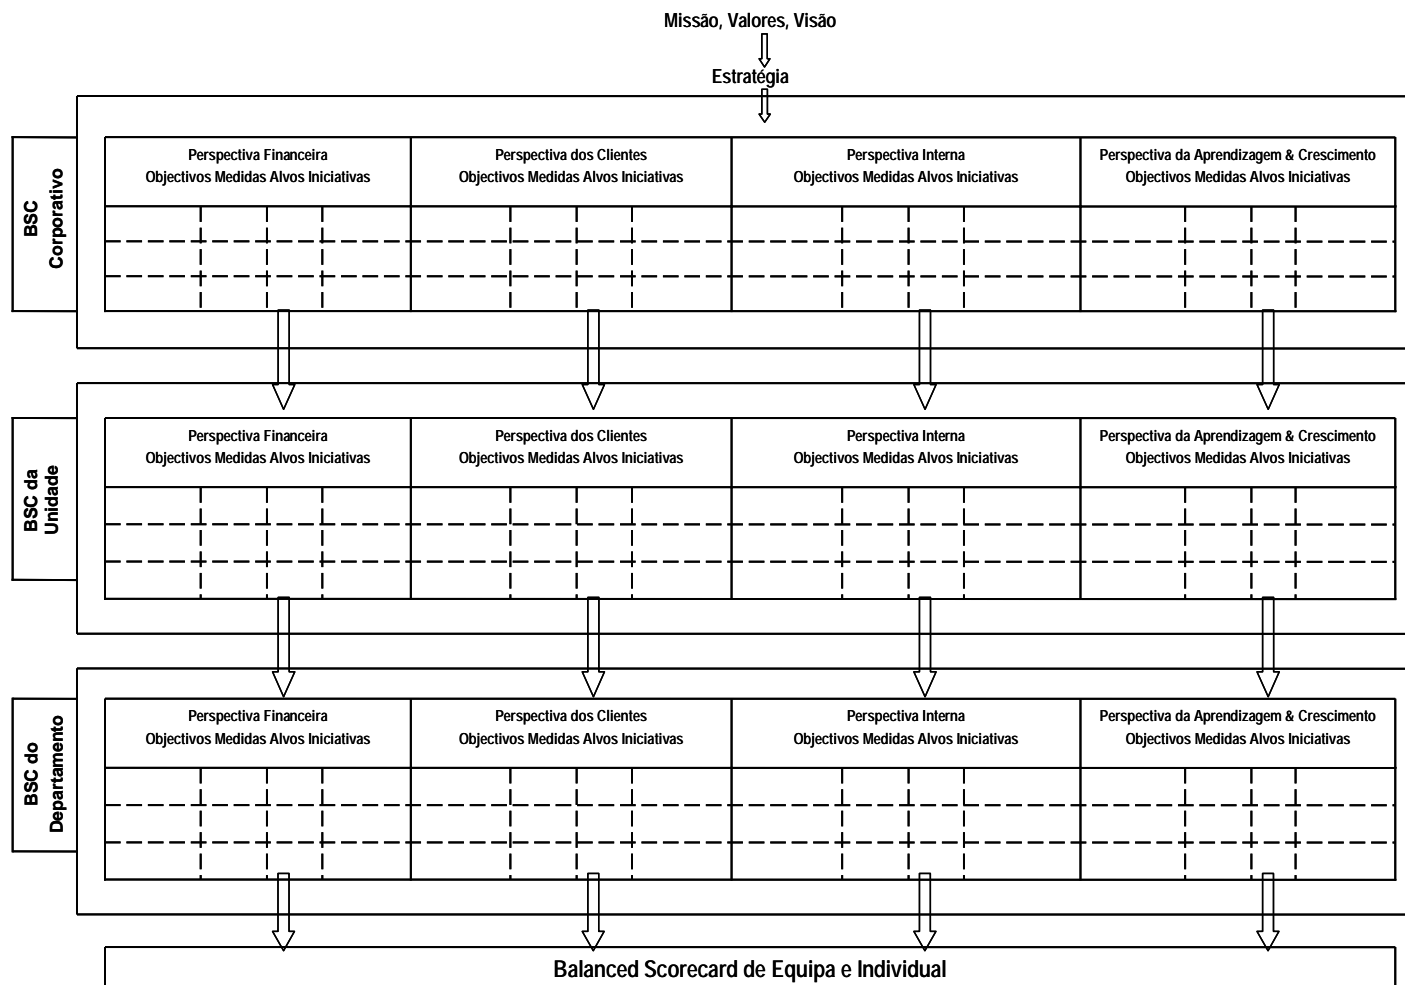 Missão, Valores, Visão
Estratégia
BSC
Corporativo
Perspectiva Financeira
Objectivos Medidas Alvos Iniciativas
Perspectiva dos Clientes
Objectivos Medidas Alvos Iniciativas
Perspectiva Interna
Objectivos Medidas Alvos Iniciativas
Perspectiva da Aprendizagem & Crescimento
Objectivos Medidas Alvos Iniciativas
BSC da
Unidade
Perspectiva Financeira
Objectivos Medidas Alvos Iniciativas
Perspectiva dos Clientes
Objectivos Medidas Alvos Iniciativas
Perspectiva Interna
Objectivos Medidas Alvos Iniciativas
Perspectiva da Aprendizagem & Crescimento
Objectivos Medidas Alvos Iniciativas
BSC do
Departamento
Perspectiva Financeira
Objectivos Medidas Alvos Iniciativas
Perspectiva dos Clientes
Objectivos Medidas Alvos Iniciativas
Perspectiva Interna
Objectivos Medidas Alvos Iniciativas
Perspectiva da Aprendizagem & Crescimento
Objectivos Medidas Alvos Iniciativas
Balanced Scorecard de Equipa e Individual